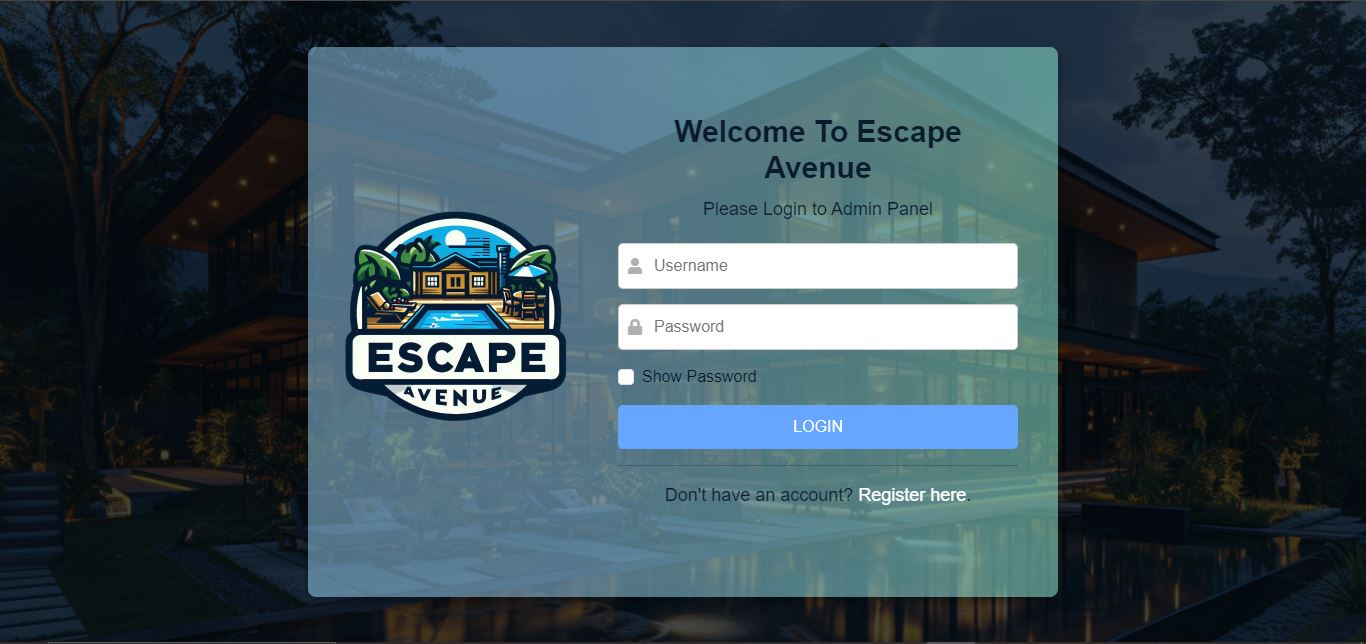 Welcome To Escape
Avenue
Please Login to Admin Panel
Username
Password
Show Password
LOGIN
Don't have an account? Register here.
ESCAPE
AVENUE